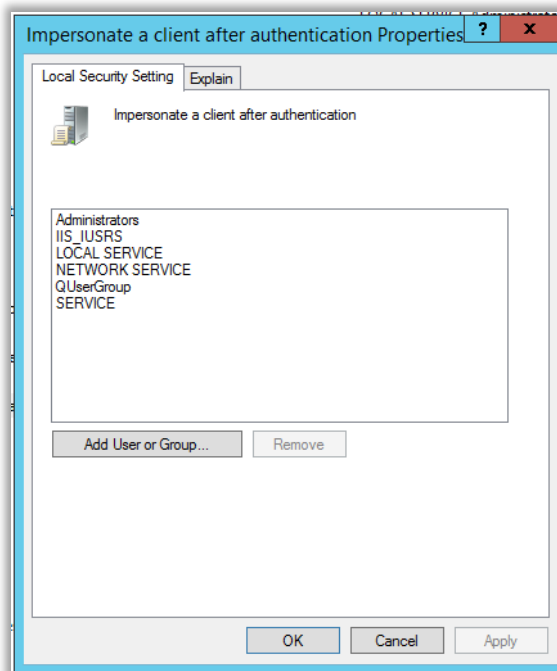 Impersonate a client after authentication Properties ? x
Local Security Setting Explain
Impersonate a client after authentication
Administrators
IIS_IUSRS
LOCAL SERVICE
NETWORK SERVICE
QUserGroup
SERVICE
Add User or Group... Remove
OK Cancel Apply